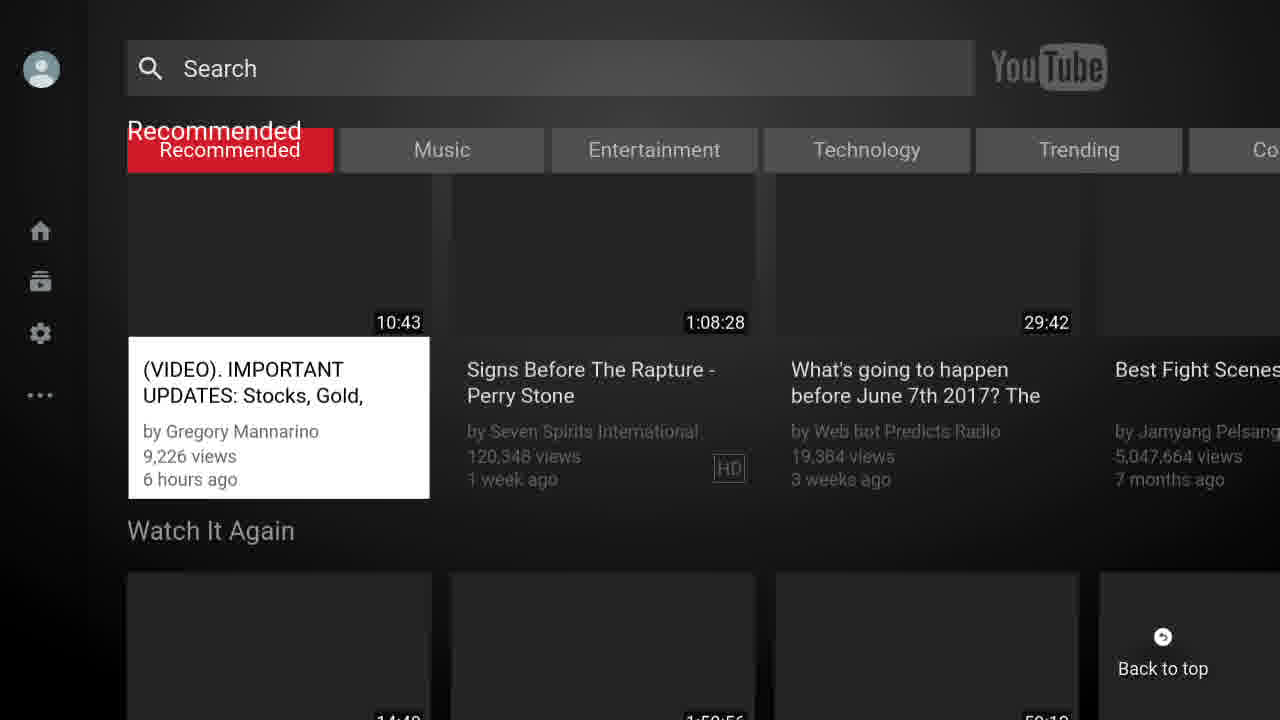 Search
YouTube
Recommended
Recommended
Music
Entertainment
Technology
Trending
Co
10:43
1:08:28
29:42
(VIDEO). IMPORTANT
UPDATES: Stocks, Gold,
by Gregory Mannarino
9,226 views
6 hours ago
Signs Before The Rapture -
Perry Stone
by Seven Spirits International
120,348 views
1 week ago
HD
What's going to happen
before June 7th 2017? The
by Web bot Predicts Radio
19,384 views
3 weeks ago
Best Fight Scenes
by Jamyang Pelsang
5,047,664 views
7 months ago
Watch It Again
Back to top